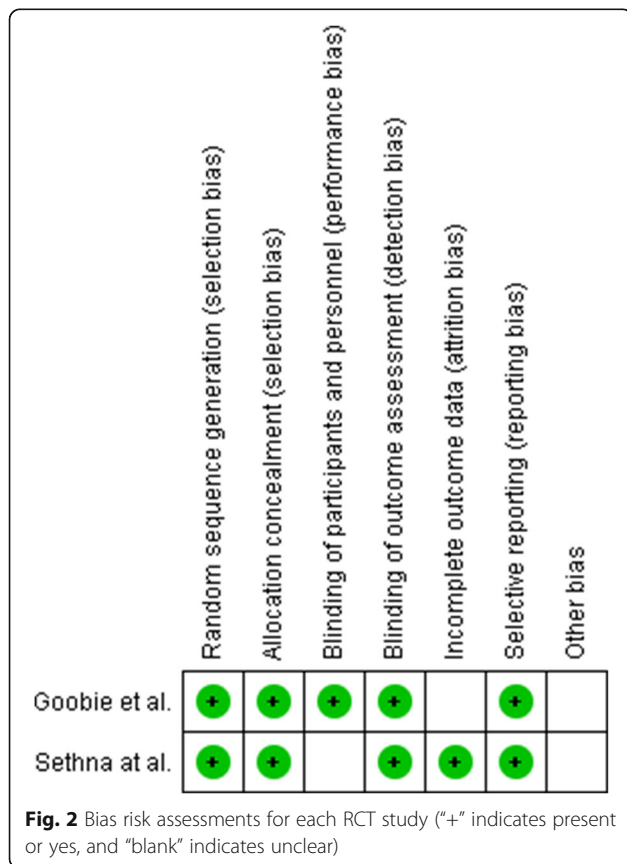 Random sequence generation (selection bias)
Allocation concealment (selection bias)
Blinding of participants and personnel (performance bias)
Blinding of outcome assessment (detection bias)
Incomplete outcome data (attrition bias)
Selective reporting (reporting bias)
Other bias
Goobie et al. + + + + +
Sethna at al. + + + + +
Fig. 2 Bias risk assessments for each RCT study (“+” indicates present
or yes, and “blank” indicates unclear)